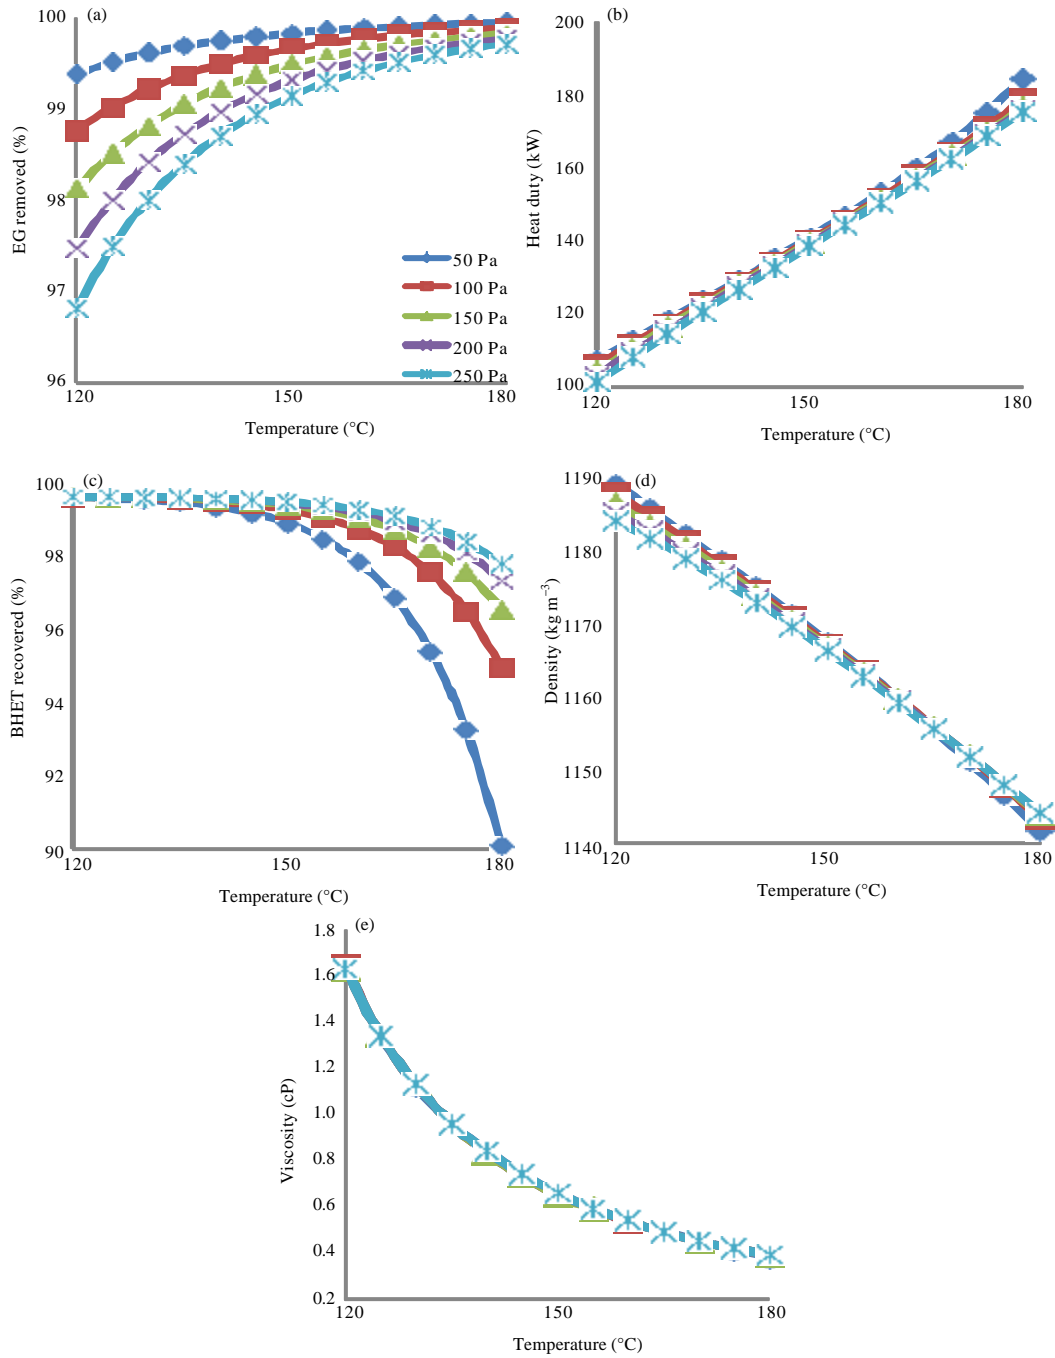 (a)
100
99
98
97
96
EG removed (%)
50 Pa
100 Pa
150 Pa
200 Pa
250 Pa
120
150
180
Temperature (°C)
(b)
200
180
160
140
120
100
Heat duty (kW)
120
150
180
Temperature (°C)
(c)
100
98
96
94
92
90
BHET recovered (%)
120
150
180
Temperature (°C)
(d)
1190
1180
1170
1160
1150
1140
Density (kg m⁻³)
120
150
180
Temperature (°C)
(e)
1.8
1.6
1.4
1.2
1.0
0.8
0.6
0.4
0.2
Viscosity (cP)
120
150
180
Temperature (°C)